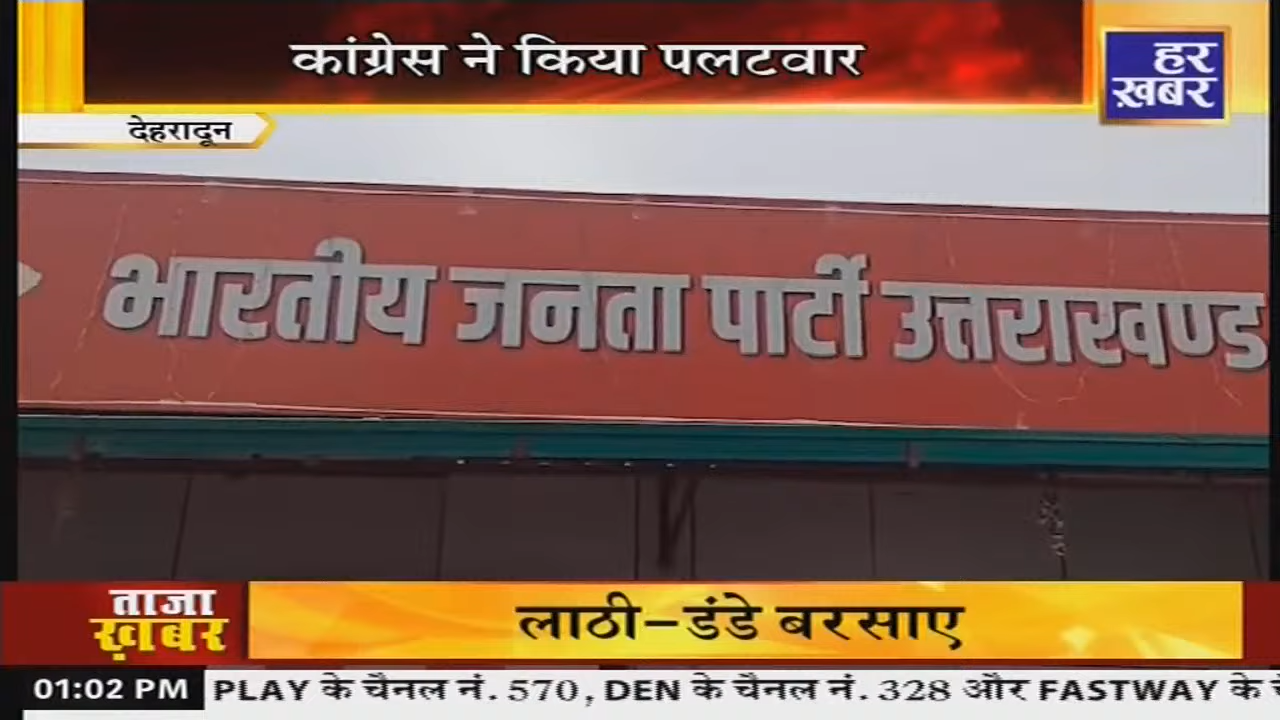 कांग्रेस ने किया पलटवार
हर
ख़बर
देहरादून
भारतीय जनता पार्टी उत्तराखण्ड
ताजा
ख़बर
लाठी-डंडे बरसाए
01:02 PM PLAY के चैनल नं. 570, DEN के चैनल नं. 328 और FASTWAY के